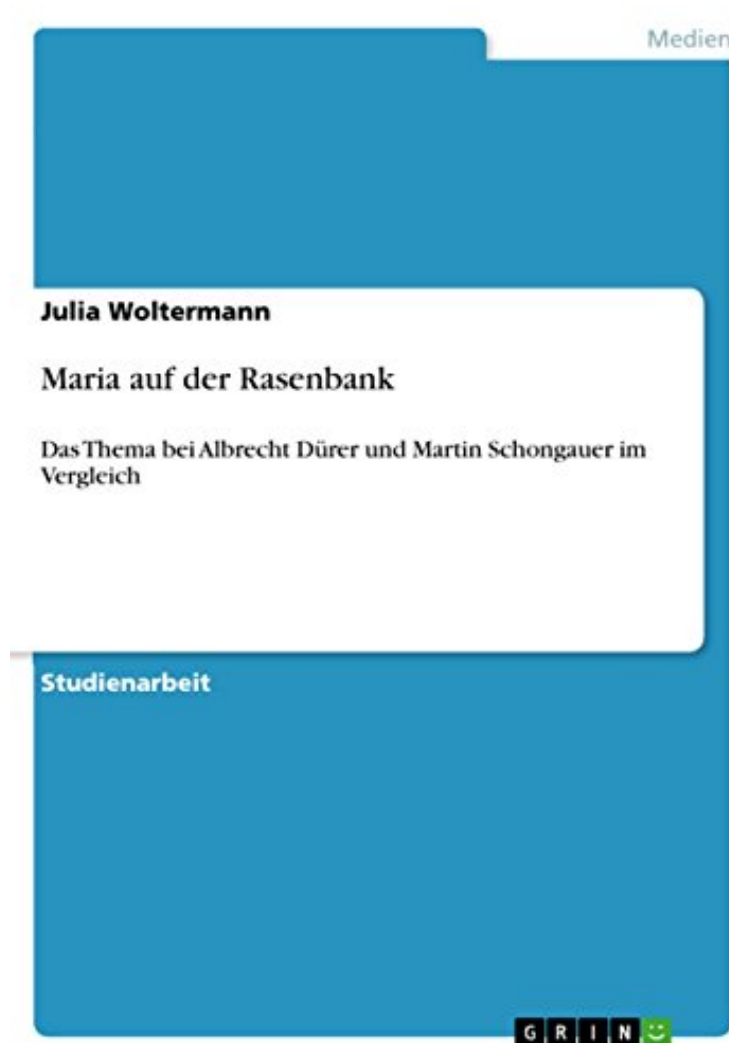 Medien
Julia Woltermann
Maria auf der Rasenbank
Das Thema bei Albrecht Dürer und Martin Schongauer im
Vergleich
Studienarbeit
GRIN